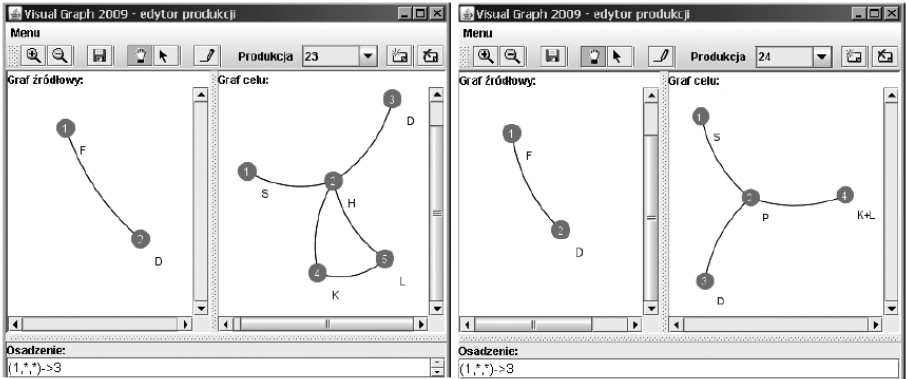 Visual Graph 2009 - edytor produkcji
Menu
Produkcja 23
Graf źródłowy:
Graf celu:
1
F
2
D
3
D
1
S
2
H
4
K
5
L
Osadzenie:
(1,*,*)->3
Visual Graph 2009 - edytor produkcji
Menu
Produkcja 24
Graf źródłowy:
Graf celu:
1
F
2
D
1
S
2
P
4
K+L
3
D
Osadzenie:
(1,*,*)->3